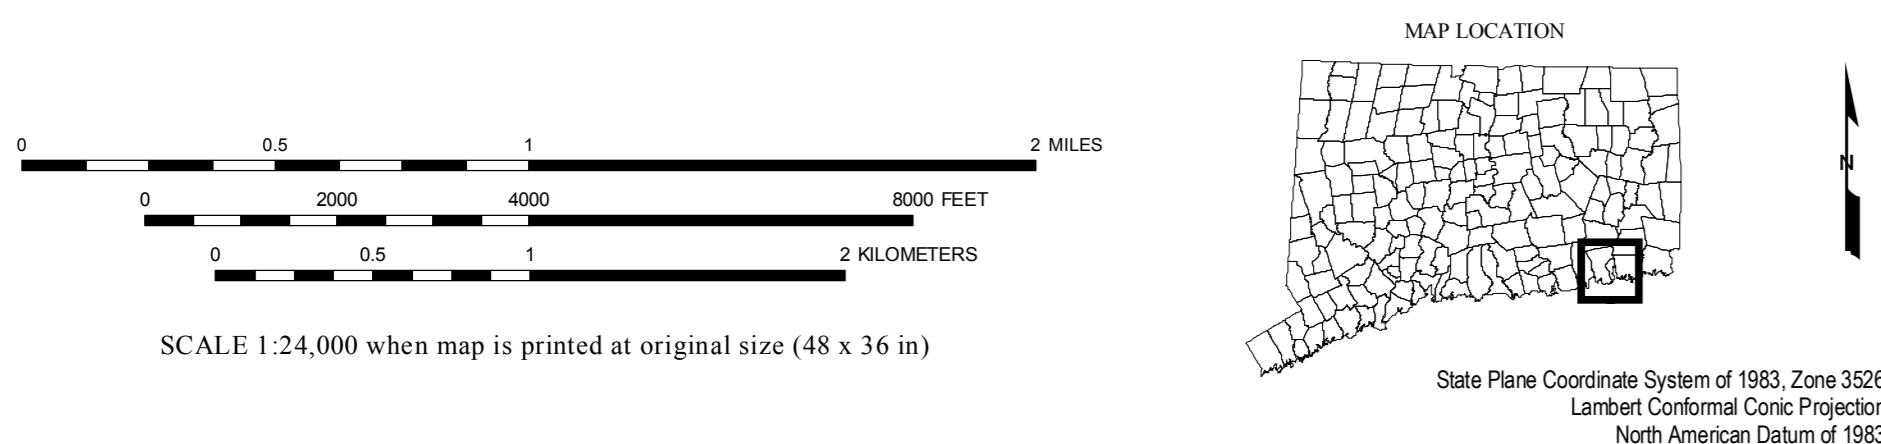 0 0.5 1 2 MILES
0 2000 4000 8000 FEET
0 0.5 1 2 KILOMETERS
SCALE 1:24,000 when map is printed at original size (48 x 36 in)
MAP LOCATION
N
State Plane Coordinate System of 1983, Zone 3526
Lambert Conformal Conic Projection
North American Datum of 1983